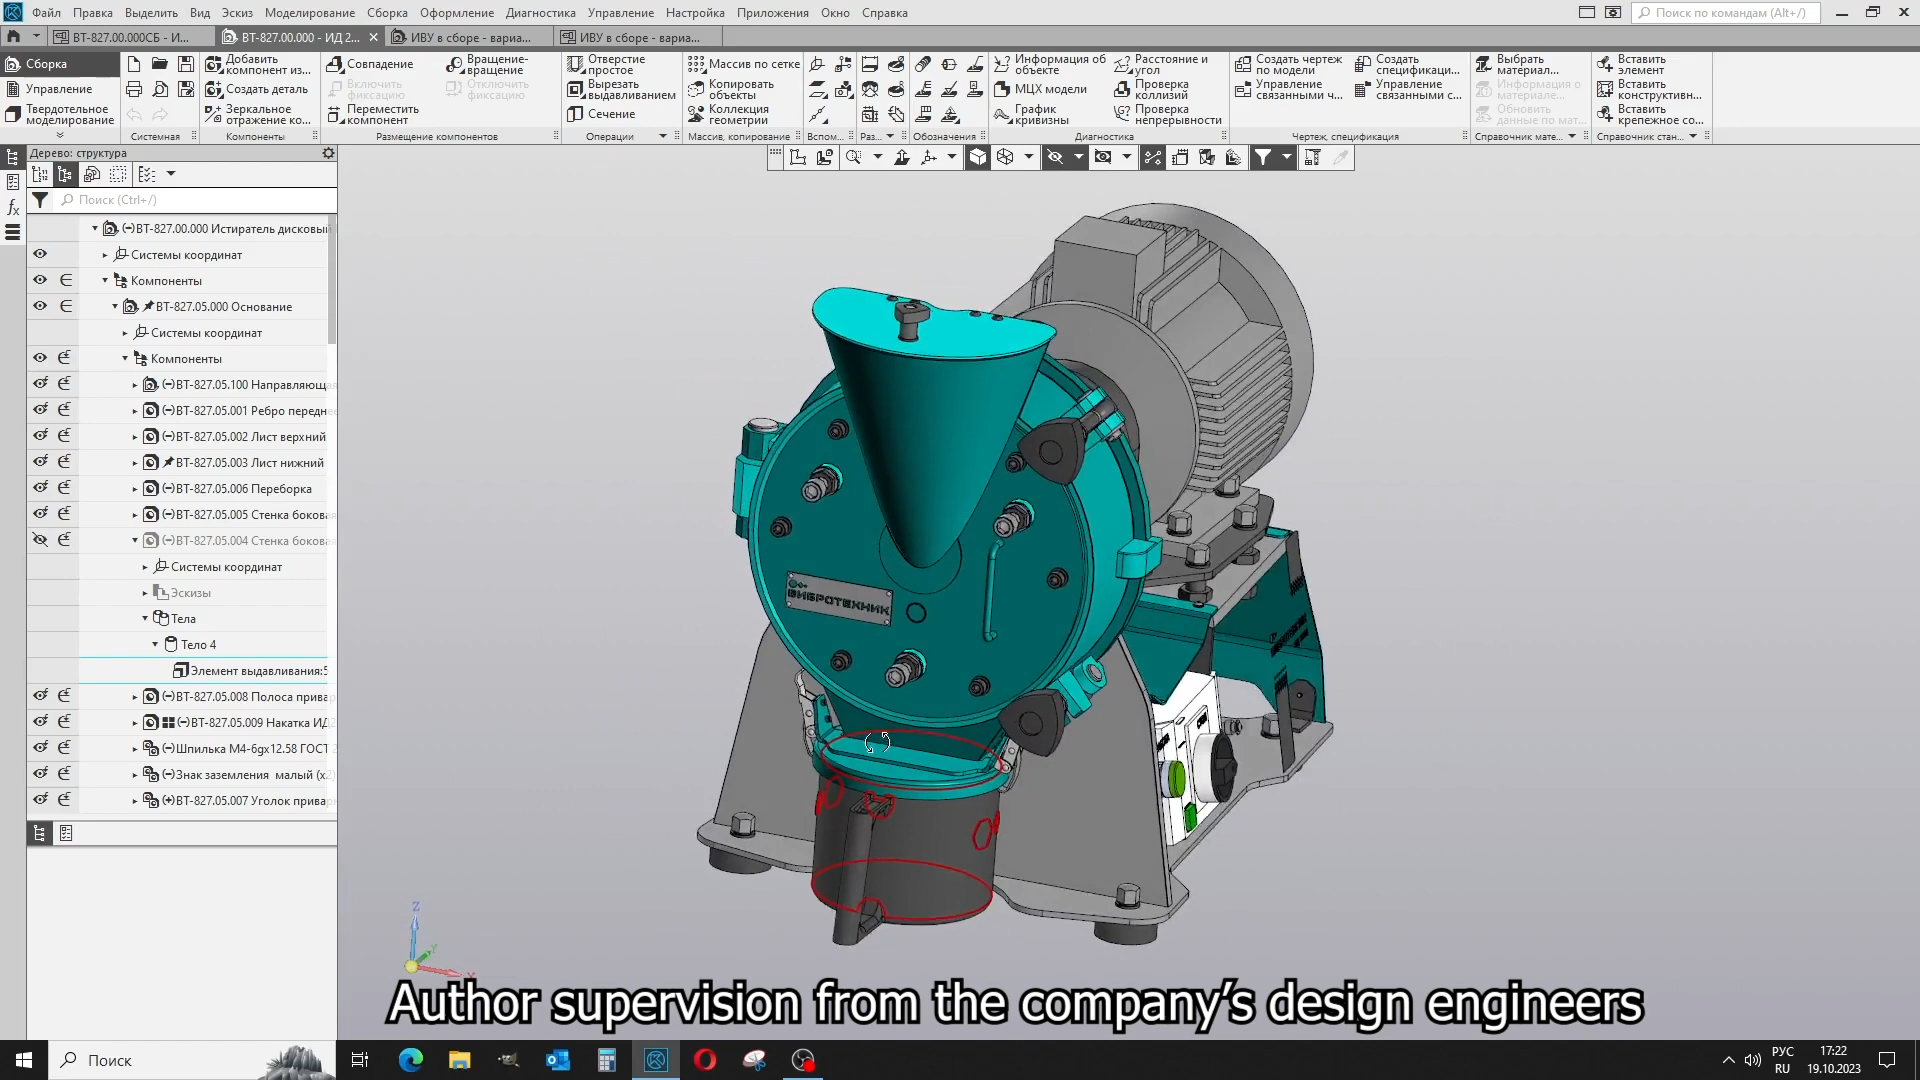 Файл Правка Выделить Вид Эскиз Моделирование Сборка Оформление Диагностика Управление Настройка Приложения Окно Справка
Поиск по командам (Alt+/)
ВТ-827.00.000СБ - И...
ВТ-827.00.000 - ИД 2...
ИВУ в сборе - вариа...
ИВУ в сборе - вариа...
Сборка
Управление
Твердотельное
моделирование
Системная
Добавить
компонент из...
Создать деталь
Зеркальное
отражение ко...
Компоненты
Совпадение
Включить
фиксацию
Переместить
компонент
Вращение-
вращение
Отключить
фиксацию
Размещение компонентов
Отверстие
простое
Вырезать
выдавливанием
Сечение
Операции
Массив по сетке
Копировать
объекты
Коллекция
геометрии
Массив, копирование
Вспом...
Раз...
Обозначения
Информация об
объекте
МЦХ модели
График
кривизны
Расстояние и
угол
Проверка
коллизий
Проверка
непрерывности
Диагностика
Создать чертеж
по модели
Управление
связанными ч...
Создать
спецификаци...
Управление
связанными с...
Чертеж, спецификация
Выбрать
материал...
Информация о
материале...
Обновить
данные по мат...
Справочник мате...
Вставить
элемент
Вставить
конструктивн...
Вставить
крепежное со...
Справочник стан...
Дерево: структура
Поиск (Ctrl+/)
(−)ВТ-827.00.000 Истиратель дисковый
Системы координат
Компоненты
ВТ-827.05.000 Основание
Системы координат
Компоненты
(−)ВТ-827.05.100 Направляюща
(−)ВТ-827.05.001 Ребро передне
(−)ВТ-827.05.002 Лист верхний
ВТ-827.05.003 Лист нижний
(−)ВТ-827.05.006 Переборка
(−)ВТ-827.05.005 Стенка бокова
(−)ВТ-827.05.004 Стенка бокова
Системы координат
Эскизы
Тела
Тело 4
Элемент выдавливания:5
(−)ВТ-827.05.008 Полоса привар
(−)ВТ-827.05.009 Накатка ИД2
(−)Шпилька М4-6gx12.58 ГОСТ 2
(−)Знак заземления малый (x2)
(+)ВТ-827.05.007 Уголок привар
ВИБРОТЕХНИК
Z
Y
X
Author supervision from the company's design engineers
Поиск
РУС
RU
17:22
19.10.2023